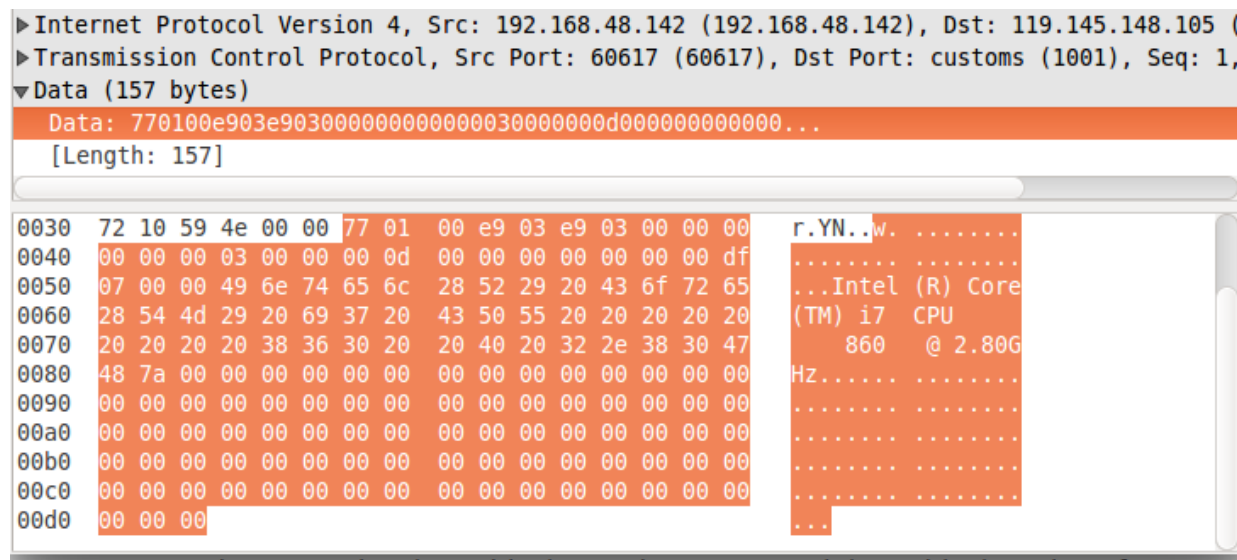 Internet Protocol Version 4, Src: 192.168.48.142 (192.168.48.142), Dst: 119.145.148.105 (
Transmission Control Protocol, Src Port: 60617 (60617), Dst Port: customs (1001), Seq: 1,
Data (157 bytes)
Data: 770100e903e9030000000000000030000000d000000000000...
[Length: 157]
0030 72 10 59 4e 00 00 77 01 00 e9 03 e9 03 00 00 00 r.YN..w. ........
0040 00 00 00 03 00 00 00 0d 00 00 00 00 00 00 00 df ........ ........
0050 07 00 00 49 6e 74 65 6c 28 52 29 20 43 6f 72 65 ...Intel (R) Core
0060 28 54 4d 29 20 69 37 20 43 50 55 20 20 20 20 20 (TM) i7 CPU
0070 20 20 20 20 38 36 30 20 20 40 20 32 2e 38 30 47 860 @ 2.80G
0080 48 7a 00 00 00 00 00 00 00 00 00 00 00 00 00 00 Hz...... ........
0090 00 00 00 00 00 00 00 00 00 00 00 00 00 00 00 00 ........ ........
00a0 00 00 00 00 00 00 00 00 00 00 00 00 00 00 00 00 ........ ........
00b0 00 00 00 00 00 00 00 00 00 00 00 00 00 00 00 00 ........ ........
00c0 00 00 00 00 00 00 00 00 00 00 00 00 00 00 00 00 ........ ........
00d0 00 00 00 ...